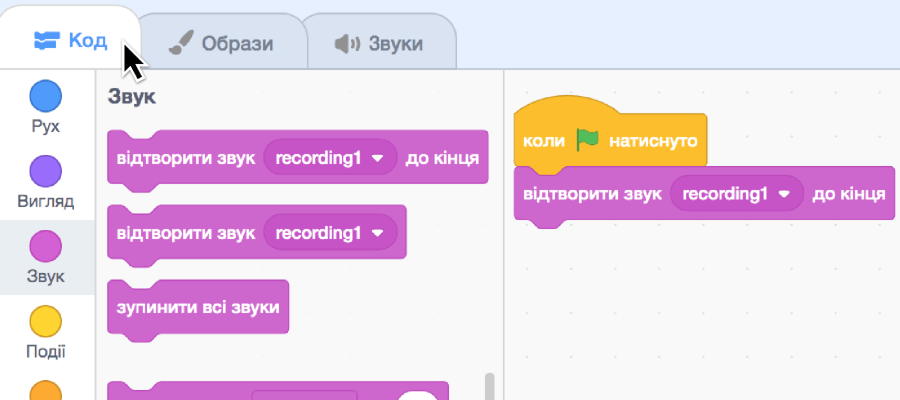 Код
Образи
Звуки
Рух
Вигляд
Звук
Події
Звук
відтворити звук recording1 до кінця
відтворити звук recording1
зупинити всі звуки
коли натиснуто
відтворити звук recording1 до кінця